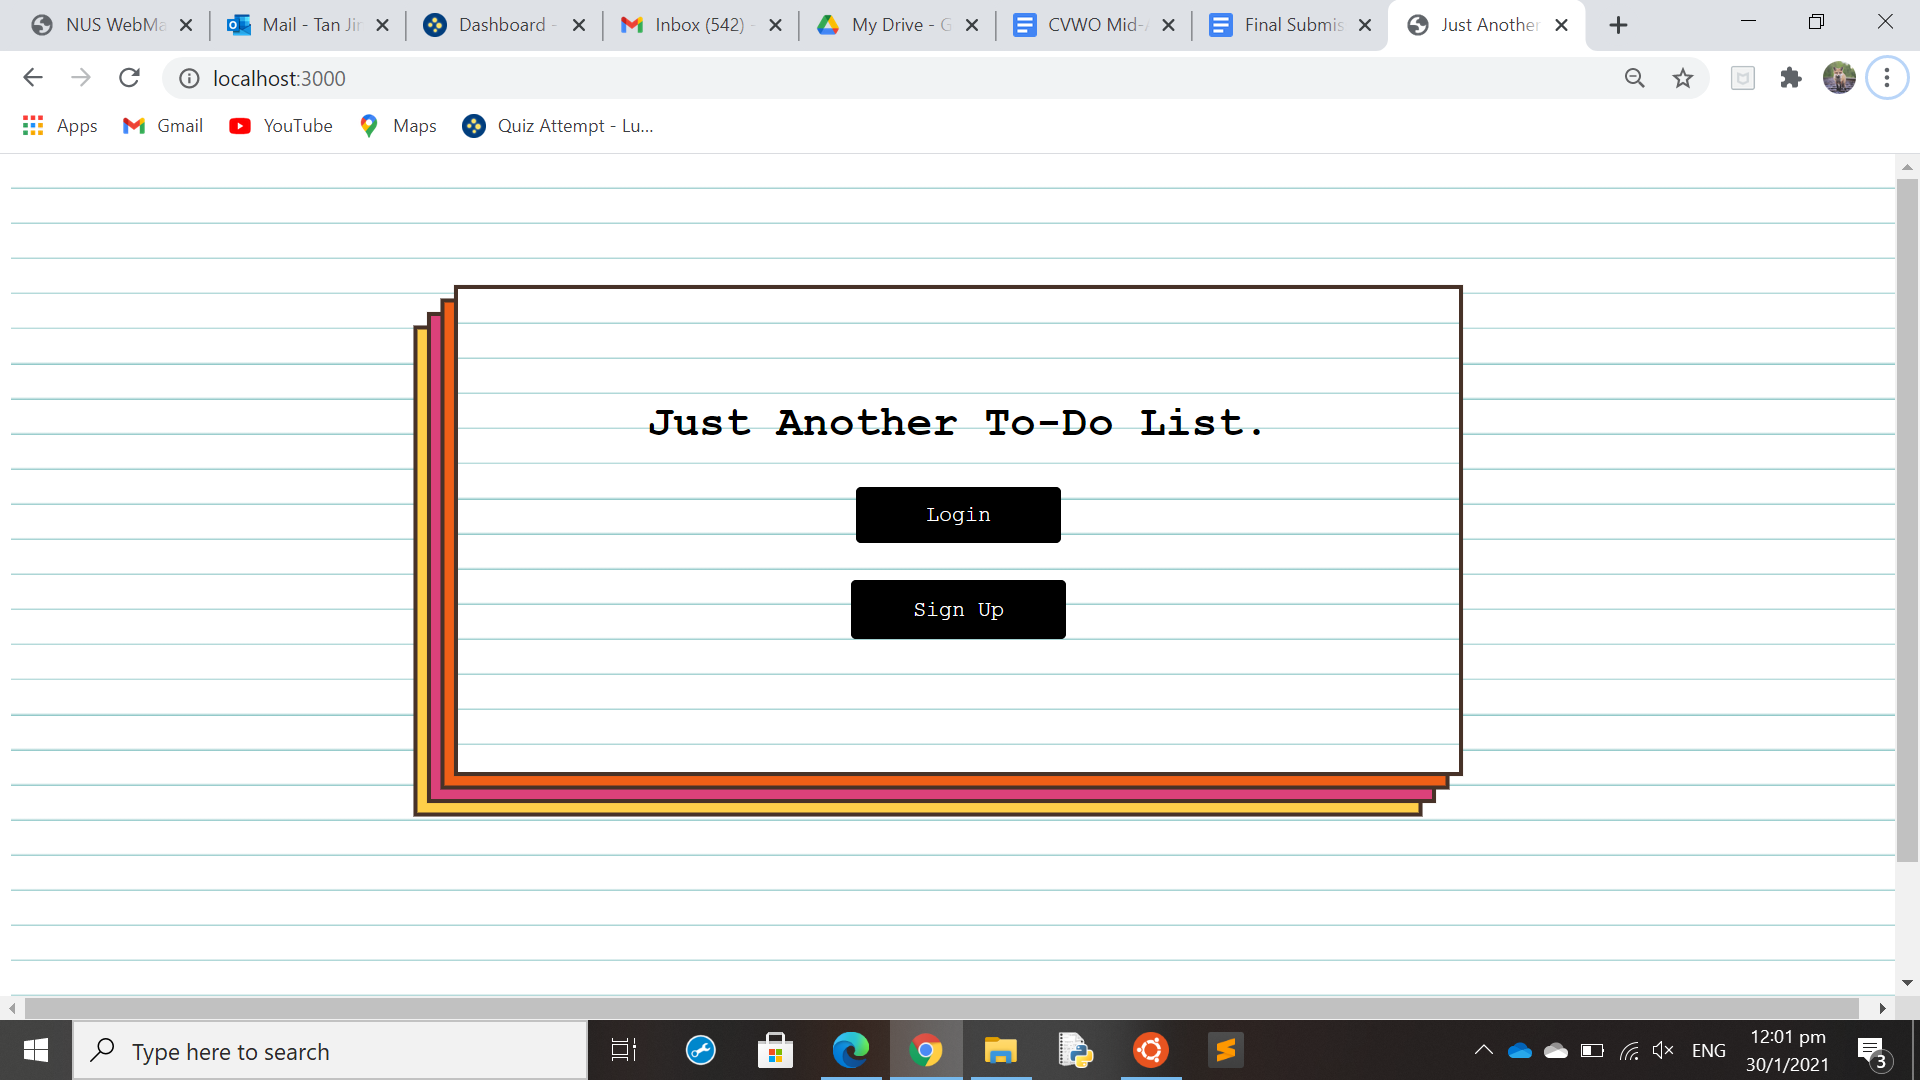 NUS WebMa
Mail - Tan Jir
Dashboard -
Inbox (542) -
My Drive - G
CVWO Mid-A
Final Submis
Just Another
localhost:3000
Apps
Gmail
YouTube
Maps
Quiz Attempt - Lu...
Just Another To-Do List.
Login
Sign Up
Type here to search
ENG
12:01 pm
30/1/2021
3